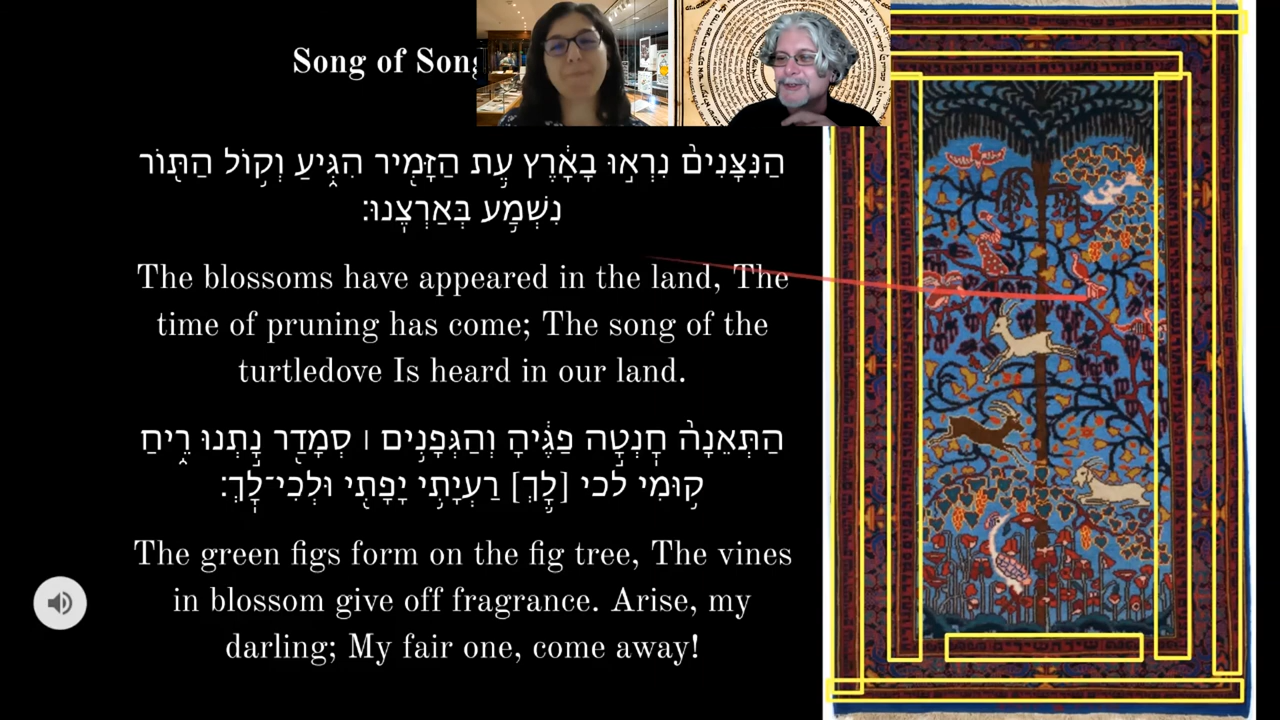 Song of Song
הַנִּצָּנִים֙ נִרְא֣וּ בָאָ֔רֶץ עֵ֥ת הַזָּמִ֖יר הִגִּ֑יעַ וְק֥וֹל הַתּ֖וֹר
נִשְׁמַ֥ע בְּאַרְצֵֽנוּ׃
The blossoms have appeared in the land, The
time of pruning has come; The song of the
turtledove Is heard in our land.
הַתְּאֵנָה֙ חָֽנְטָ֣ה פַגֶּ֔יהָ וְהַגְּפָנִ֥ים ׀ סְמָדַ֖ר נָ֣תְנוּ רֵ֑יחַ
ק֥וּמִי לכי [לָ֛ךְ] רַעְיָתִ֥י יָפָתִ֖י וּלְכִי־לָֽךְ׃
The green figs form on the fig tree, The vines
in blossom give off fragrance. Arise, my
darling; My fair one, come away!